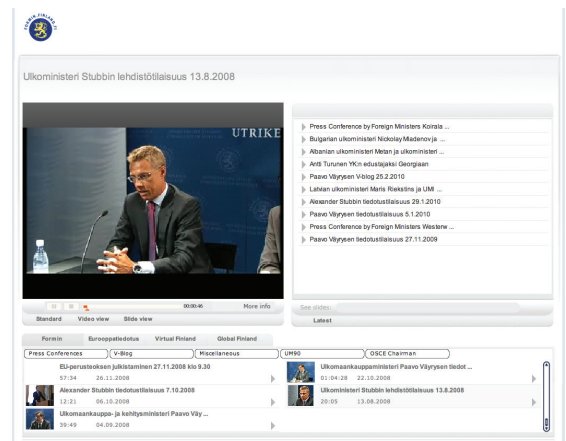 FORMIN.FINLAND.FI
Ulkoministeri Stubbin lehdistötilaisuus 13.8.2008
UTRIKE
Press Conference by Foreign Ministers Koirala ...
Bulgarian ulkoministeri Nickolay Mladenov ja ...
Albanian ulkoministeri Metan ja ulkoministeri ...
Antti Turunen YK:n edustajaksi Georgiaan
Paavo Väyrysen V-blog 25.2.2010
Latvian ulkoministeri Maris Riekstins ja UMI ...
Alexander Stubbin tiedotustilaisuus 29.1.2010
Paavo Väyrysen tiedotustilaisuus 5.1.2010
Press Conference by Foreign Ministers Westerw ...
Paavo Väyrysen tiedotustilaisuus 27.11.2009
00:00:46 More info
Standard Video view Slide view
See slides:
Latest
Formin Eurooppatiedotus Virtual Finland Global Finland
Press Conferences V-Blog Miscellaneous UM90 OSCE Chairman
EU-perusteoksen julkistaminen 27.11.2008 klo 9.30
57:34 26.11.2008
Alexander Stubbin tiedotustilaisuus 7.10.2008
12:21 06.10.2008
Ulkomaankauppa- ja kehitysministeri Paavo Väy ...
39:49 04.09.2008
Ulkomaankauppaministeri Paavo Väyrysen tiedot ...
01:04:28 22.10.2008
Ulkoministeri Stubbin lehdistötilaisuus 13.8.2008
20:05 13.08.2008